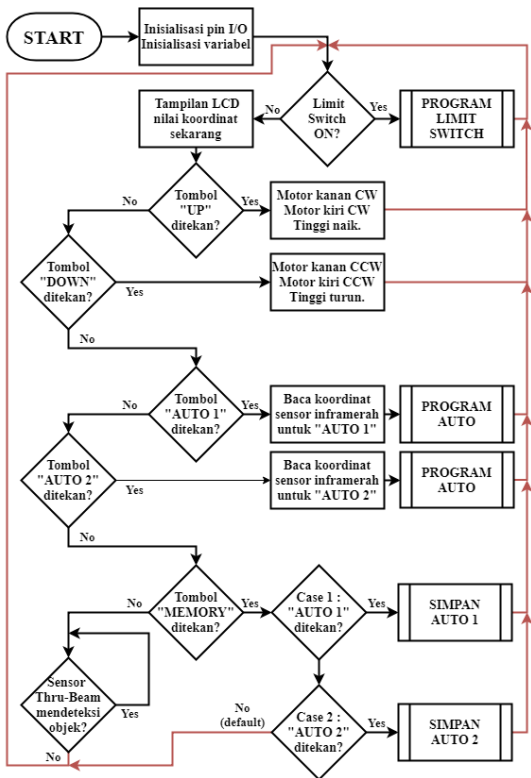 START
Inisialisasi pin I/O
Inisialisasi variabel
Limit
Switch
ON?
No
Yes
Tampilan LCD
nilai koordinat
sekarang
PROGRAM
LIMIT
SWITCH
Tombol
"UP"
ditekan?
No
Yes
Motor kanan CW
Motor kiri CW
Tinggi naik.
Tombol
"DOWN"
ditekan?
Yes
No
Motor kanan CCW
Motor kiri CCW
Tinggi turun.
Tombol
"AUTO 1"
ditekan?
No
Yes
Baca koordinat
sensor inframerah
untuk "AUTO 1"
PROGRAM
AUTO
Tombol
"AUTO 2"
ditekan?
Yes
No
Baca koordinat
sensor inframerah
untuk "AUTO 2"
PROGRAM
AUTO
Tombol
"MEMORY"
ditekan?
No
Yes
Case 1 :
"AUTO 1"
ditekan?
Yes
SIMPAN
AUTO 1
Sensor
Thru-Beam
mendeteksi
objek?
Yes
No
No
(default)
Case 2 :
"AUTO 2"
ditekan?
Yes
SIMPAN
AUTO 2